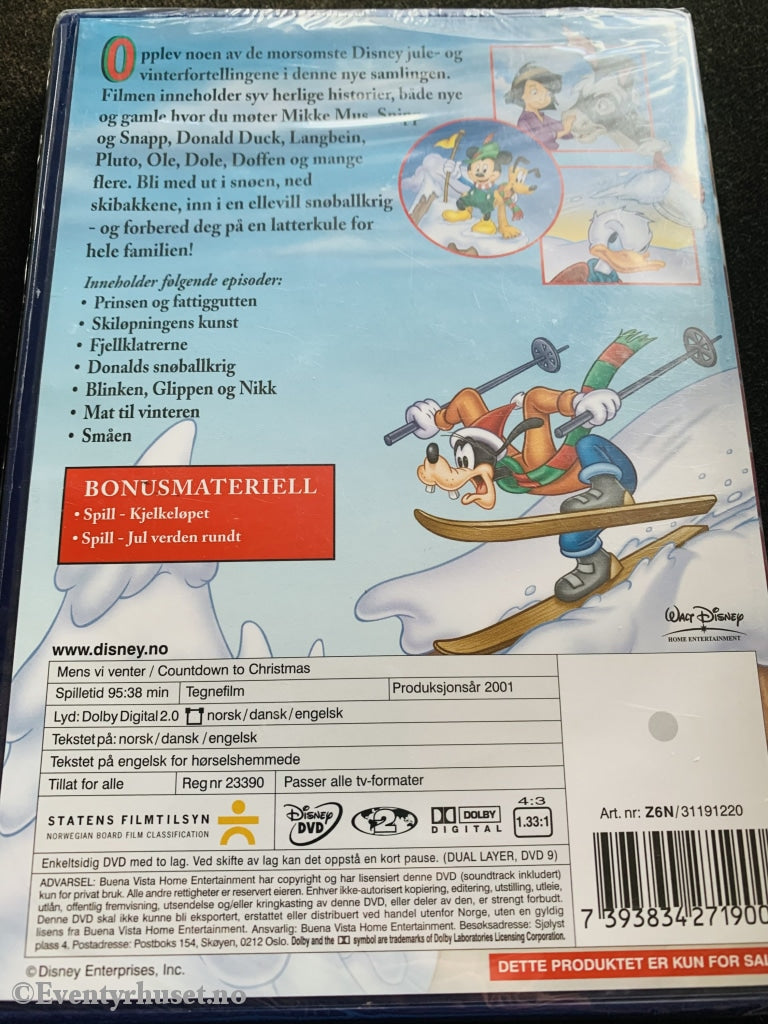 Opplev noen av de morsomste Disney jule- og
vinterfortellingene i denne nye samlingen.
Filmen inneholder syv herlige historier, både nye
og gamle hvor du møter Mikke Mus, Snipp
og Snapp, Donald Duck, Langbein,
Pluto, Ole, Dole, Doffen og mange
flere. Bli med ut i snøen, ned
skibakkene, inn i en ellevill snøballkrig
- og forbered deg på en latterkule for
hele familien!
Inneholder følgende episoder:
• Prinsen og fattiggutten
• Skiløpningens kunst
• Fjellklatrerne
• Donalds snøballkrig
• Blinken, Glippen og Nikk
• Mat til vinteren
• Småen
BONUSMATERIELL
• Spill - Kjelkeløpet
• Spill - Jul verden rundt
WALT DISNEY
HOME ENTERTAINMENT
www.disney.no
Mens vi venter / Countdown to Christmas
Spilletid 95:38 min Tegnefilm Produksjonsår 2001
Lyd: Dolby Digital 2.0 norsk/dansk/engelsk
Tekstet på: norsk/dansk/engelsk
Tekstet på engelsk for hørselshemmede
Tillat for alle Reg nr 23390 Passer alle tv-formater
STATENS FILMTILSYN
NORWEGIAN BOARD FILM CLASSIFICATION
Disney DVD
2
DOLBY DIGITAL
4:3
1.33:1
Art. nr: Z6N/31191220
Enkeltsidig DVD med to lag. Ved skifte av lag kan det oppstå en kort pause. (DUAL LAYER, DVD 9)
ADVARSEL: Buena Vista Home Entertainment har copyright og har lisensiert denne DVD (soundtrack inkludert)
kun for privat bruk. Alle andre rettigheter er reservert eieren. Enhver ikke-autorisert kopiering, editering, utstilling, utleie,
utlån, offentlig fremvisning, utsendelse og/eller kringkasting av denne DVD, eller deler av den, er strengt forbudt.
Denne DVD skal ikke kunne bli eksportert, erstattet eller distribuert ved handel utenfor Norge, uten en gyldig
lisens fra Buena Vista Home Entertainment. Ansvarlig: Buena Vista Home Entertainment. Besøksadresse: Sjølyst
plass 4. Postadresse: Postboks 154, Skøyen, 0212 Oslo. Dolby and the symbol are trademarks of Dolby Laboratories Licensing Corporation.
7 393834 271900
©Disney Enterprises, Inc.
DETTE PRODUKTET ER KUN FOR SAL
©Eventyrhuset.no